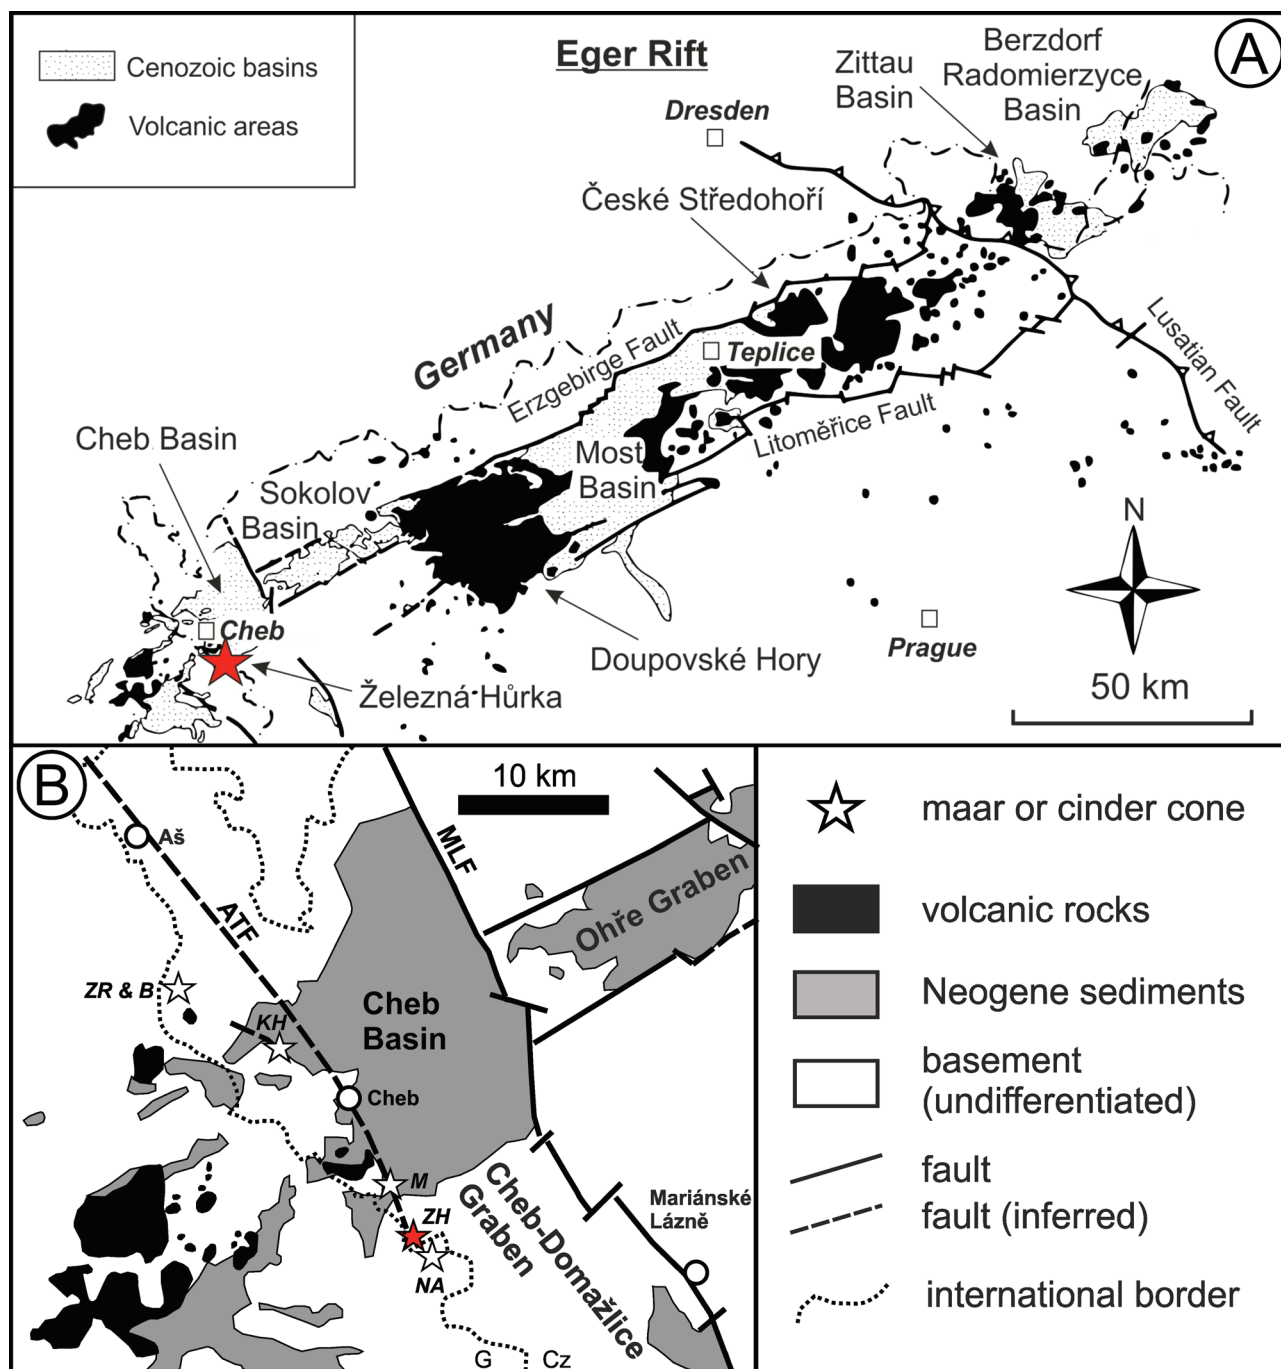 Eger Rift
A
Cenozoic basins
Volcanic areas
Berzdorf
Radomierzyce
Basin
Zittau
Basin
Dresden
České Středohoří
Germany
Erzgebirge Fault
Teplice
Lusatian Fault
Litoměřice Fault
Cheb Basin
Most
Basin
Sokolov
Basin
N
Cheb
Prague
Doupovské Hory
Železná Hůrka
50 km
B
10 km
Aš
MLF
ATF
Ohře Graben
ZR & B
KH
Cheb
Basin
Cheb
M
ZH
NA
Cheb-Domažlice
Graben
Mariánské
Lázně
G
Cz
maar or cinder cone
volcanic rocks
Neogene sediments
basement
(undifferentiated)
fault
fault (inferred)
international border